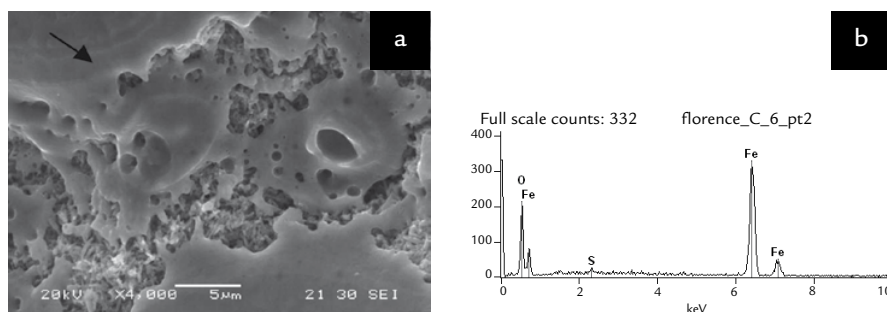 a
20kV X4,000 5µm 21 30 SEI
b
Full scale counts: 332 florence_C_6_pt2
400
300
200
100
0
O
Fe
S
Fe
Fe
0 2 4 6 8 10
keV